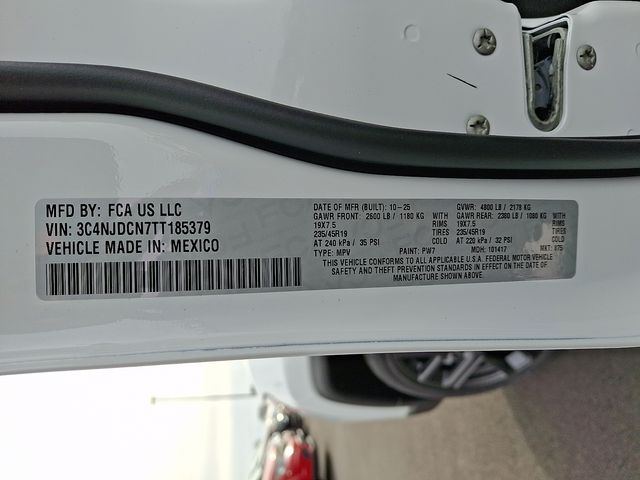 MFD BY: FCA US LLC
VIN: 3C4NJDCN7TT185379
VEHICLE MADE IN: MEXICO
DATE OF MFR (BUILT): 10-25
GVWR: 4800 LB / 2178 KG
GAWR FRONT: 2600 LB / 1180 KG WITH
GAWR REAR: 2380 LB / 1080 KG WITH
19X7.5 TIRES
19X7.5 TIRES
235/45R19 RIMS
235/45R19 RIMS
AT 240 kPa / 35 PSI COLD
AT 220 kPa / 32 PSI COLD
TYPE: MPV
PAINT: PW7
MDH: 101417
MKT: 
THIS VEHICLE CONFORMS TO ALL APPLICABLE U.S.A. FEDERAL MOTOR VEHICLE
SAFETY AND THEFT PREVENTION STANDARDS IN EFFECT ON THE DATE OF
MANUFACTURE SHOWN ABOVE.